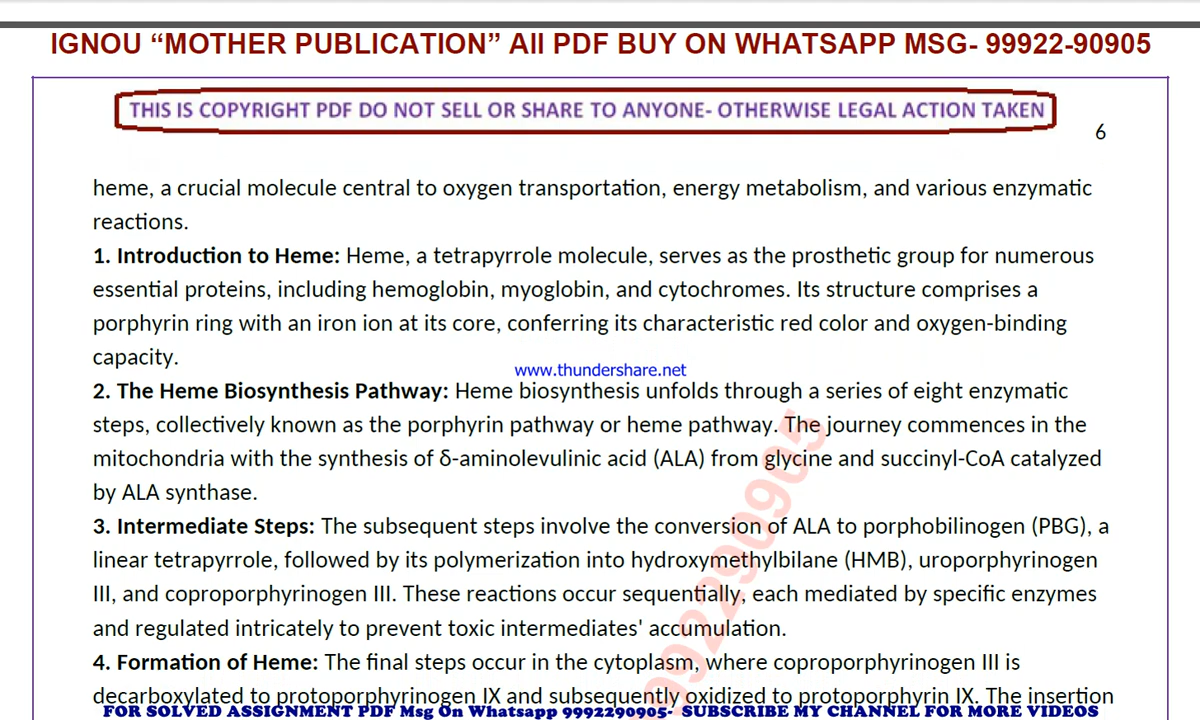 IGNOU “MOTHER PUBLICATION” All PDF BUY ON WHATSAPP MSG- 99922-90905
THIS IS COPYRIGHT PDF DO NOT SELL OR SHARE TO ANYONE- OTHERWISE LEGAL ACTION TAKEN
6
heme, a crucial molecule central to oxygen transportation, energy metabolism, and various enzymatic
reactions.
1. Introduction to Heme: Heme, a tetrapyrrole molecule, serves as the prosthetic group for numerous
essential proteins, including hemoglobin, myoglobin, and cytochromes. Its structure comprises a
porphyrin ring with an iron ion at its core, conferring its characteristic red color and oxygen-binding
capacity.
www.thundershare.net
2. The Heme Biosynthesis Pathway: Heme biosynthesis unfolds through a series of eight enzymatic
steps, collectively known as the porphyrin pathway or heme pathway. The journey commences in the
mitochondria with the synthesis of δ-aminolevulinic acid (ALA) from glycine and succinyl-CoA catalyzed
by ALA synthase.
3. Intermediate Steps: The subsequent steps involve the conversion of ALA to porphobilinogen (PBG), a
linear tetrapyrrole, followed by its polymerization into hydroxymethylbilane (HMB), uroporphyrinogen
III, and coproporphyrinogen III. These reactions occur sequentially, each mediated by specific enzymes
and regulated intricately to prevent toxic intermediates' accumulation.
4. Formation of Heme: The final steps occur in the cytoplasm, where coproporphyrinogen III is
decarboxylated to protoporphyrinogen IX and subsequently oxidized to protoporphyrin IX. The insertion
FOR SOLVED ASSIGNMENT PDF Msg On Whatsapp 9992290905- SUBSCRIBE MY CHANNEL FOR MORE VIDEOS
9992290905